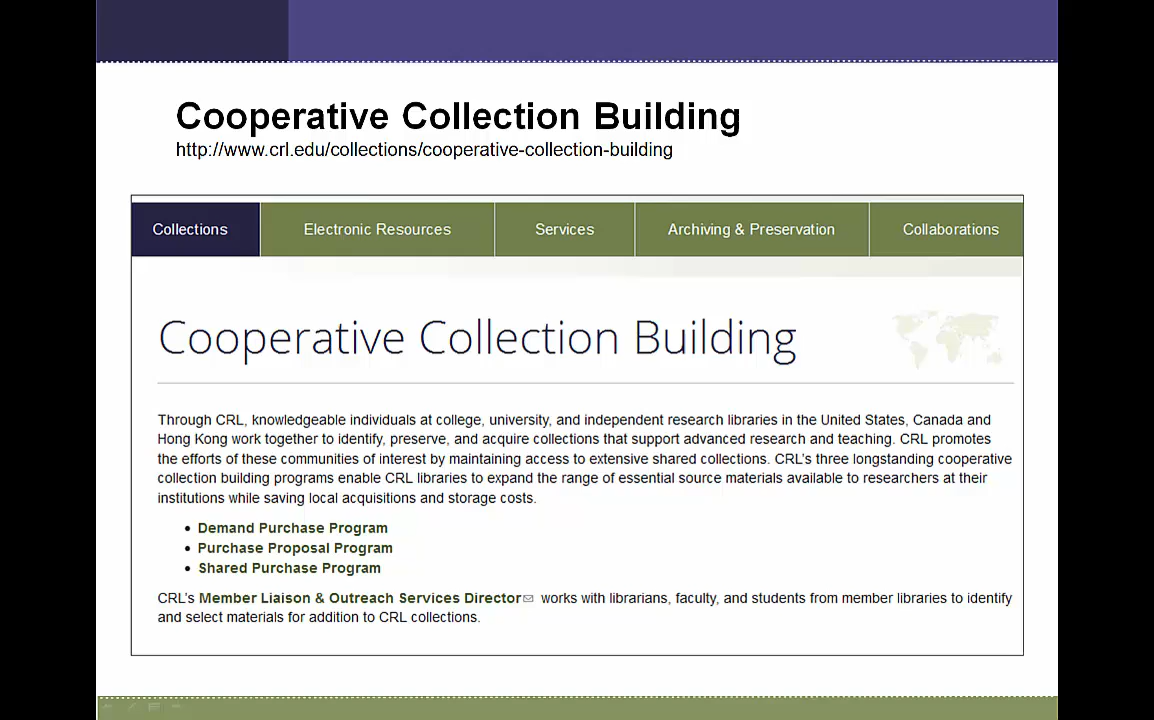 Cooperative Collection Building
http://www.crl.edu/collections/cooperative-collection-building
Collections
Electronic Resources
Services
Archiving & Preservation
Collaborations
Cooperative Collection Building
Through CRL, knowledgeable individuals at college, university, and independent research libraries in the United States, Canada and
Hong Kong work together to identify, preserve, and acquire collections that support advanced research and teaching. CRL promotes
the efforts of these communities of interest by maintaining access to extensive shared collections. CRL's three longstanding cooperative
collection building programs enable CRL libraries to expand the range of essential source materials available to researchers at their
institutions while saving local acquisitions and storage costs.
• Demand Purchase Program
• Purchase Proposal Program
• Shared Purchase Program
CRL's Member Liaison & Outreach Services Director works with librarians, faculty, and students from member libraries to identify
and select materials for addition to CRL collections.